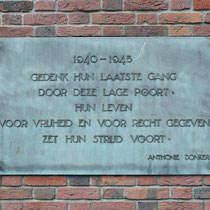 1940-1945
GEDENK HUN LAATSTE GANG
DOOR DEZE LAGE POORT.
HUN LEVEN
VOOR VRIJHEID EN VOOR RECHT GEGEVEN
ZET HUN STRIJD VOORT.
ANTHONIE DONKER